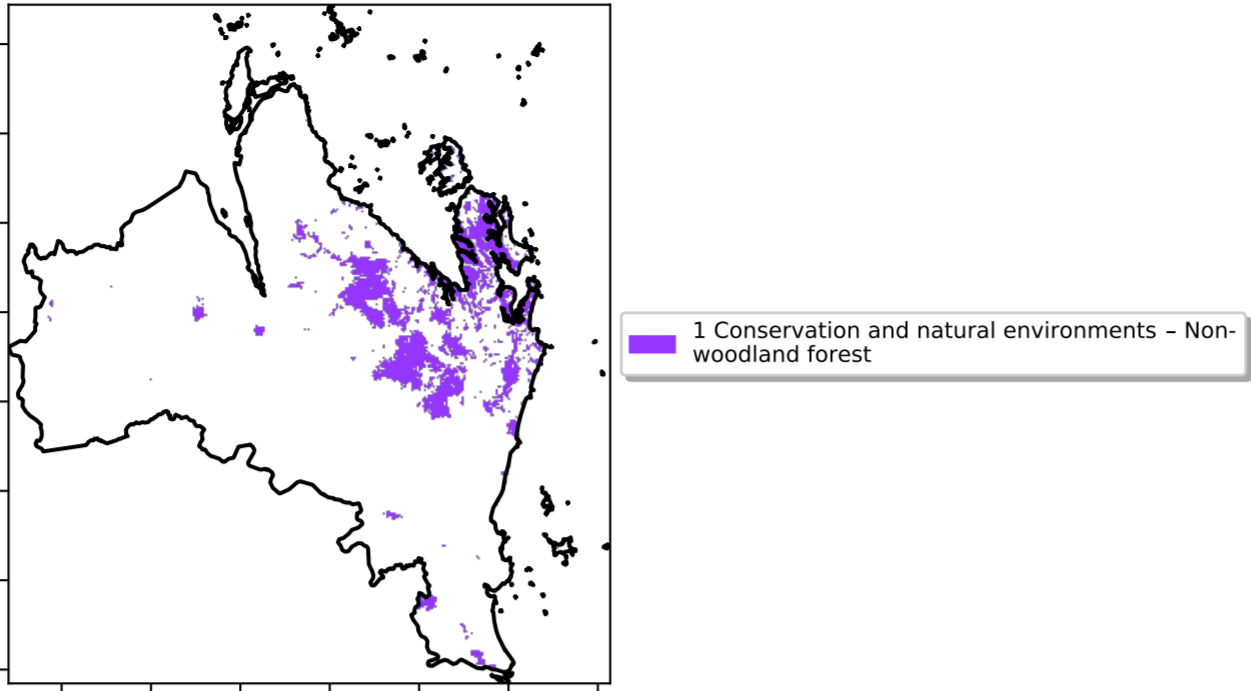 1 Conservation and natural environments – Non-
woodland forest